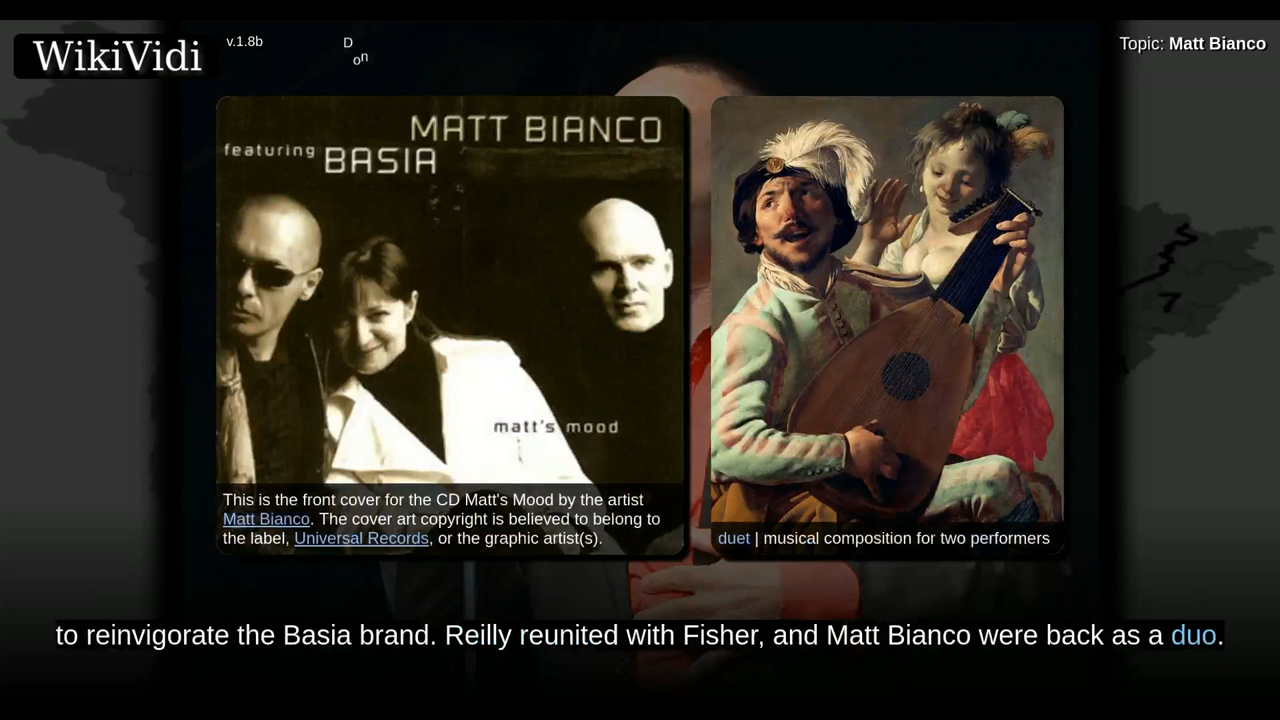 WikiVidi
v.1.8b
D
on
Topic: Matt Bianco
MATT BIANCO
featuring BASIA
matt's mood
This is the front cover for the CD Matt's Mood by the artist
Matt Bianco. The cover art copyright is believed to belong to
the label, Universal Records, or the graphic artist(s).
duet | musical composition for two performers
to reinvigorate the Basia brand. Reilly reunited with Fisher, and Matt Bianco were back as a duo.